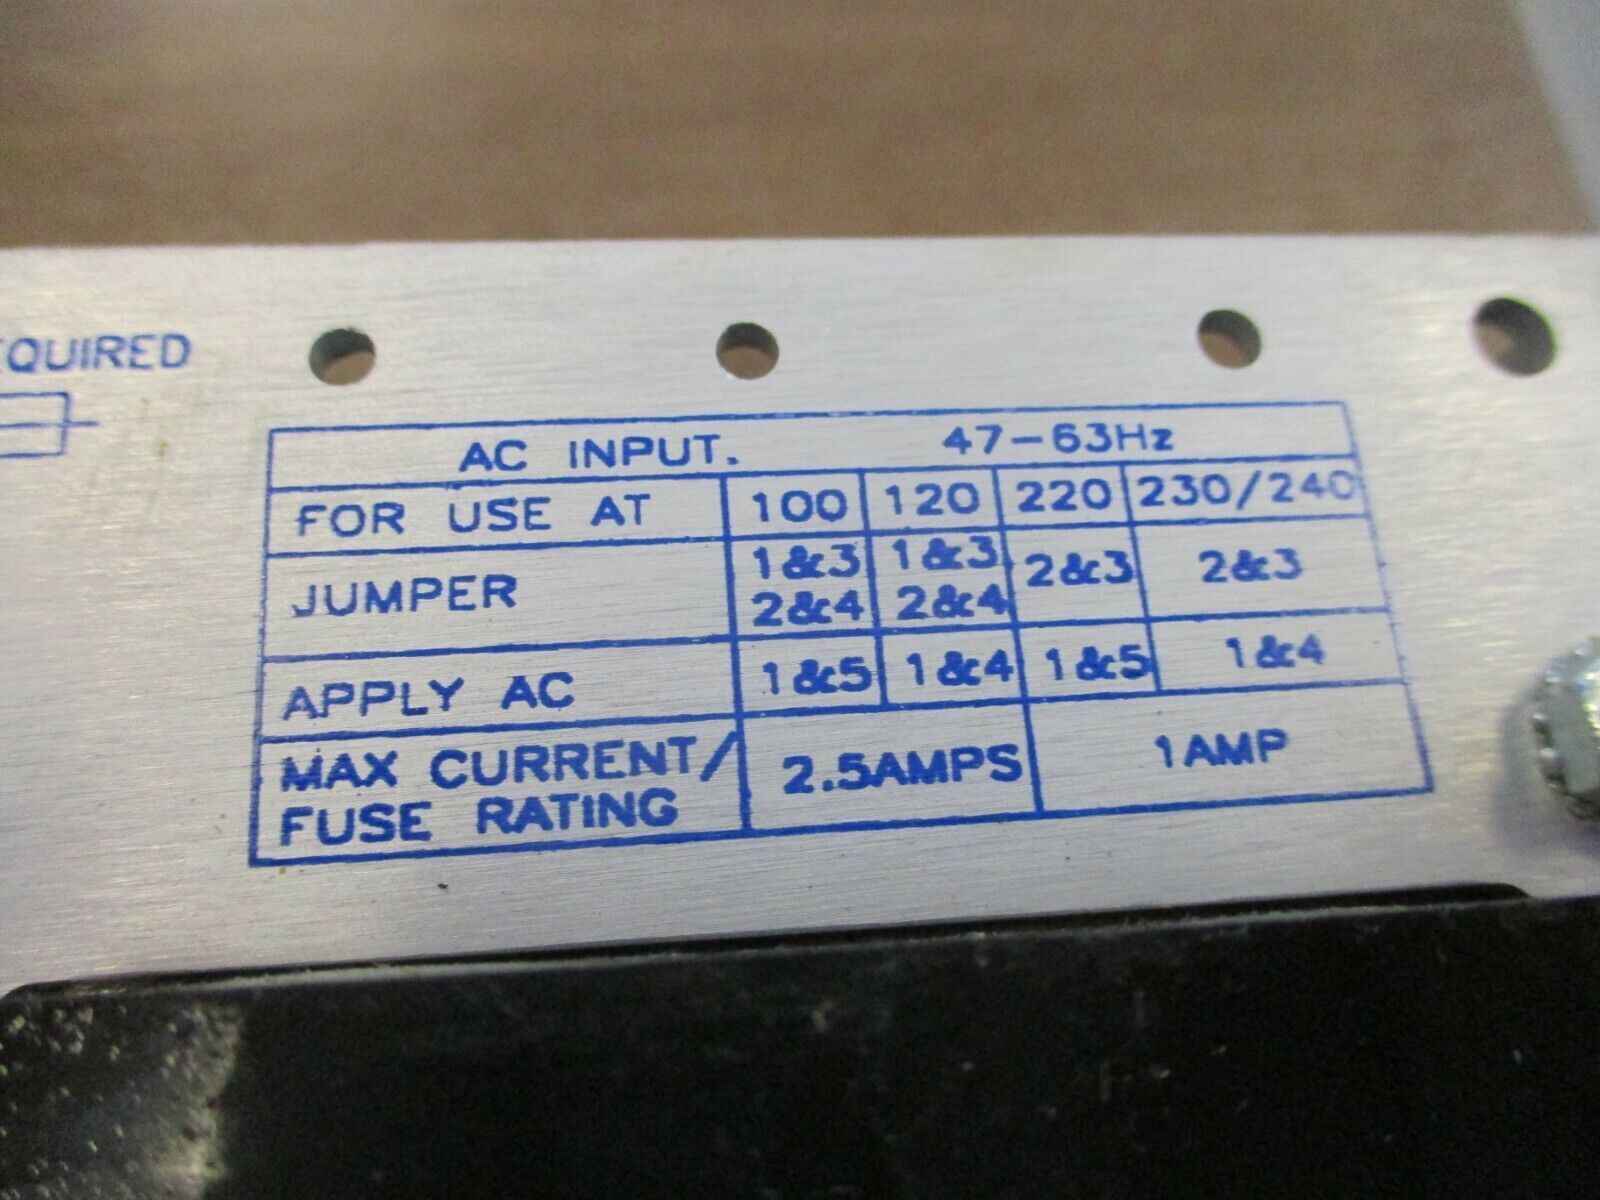 EQUIRED
AC INPUT. 47-63Hz
FOR USE AT 100 120 220 230/240
JUMPER 1&3 2&4 1&3 2&4 2&3 2&3
APPLY AC 1&5 1&4 1&5 1&4
MAX CURRENT/ FUSE RATING 2.5AMPS 1AMP